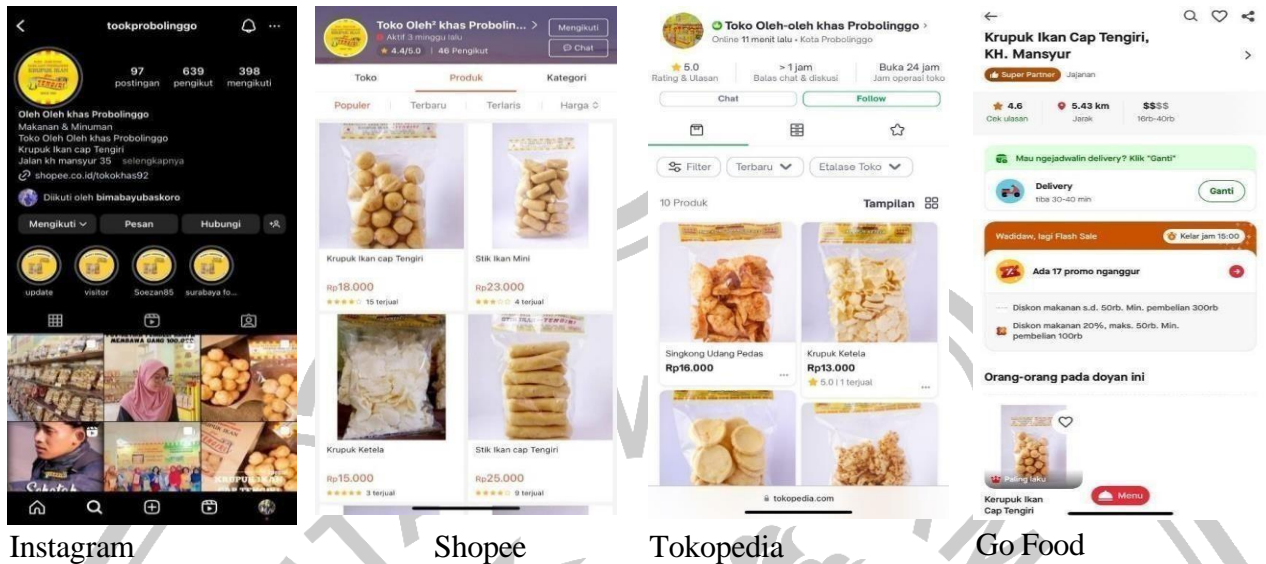 tookprobolinggo
97
postingan
639
pengikut
398
mengikuti
Oleh Oleh khas Probolinggo
Makanan & Minuman
Toko Oleh Oleh khas Probolinggo
Krupuk Ikan cap Tengiri
Jalan kh mansyur 35 selengkapnya
shopee.co.id/tokokhas92
Diikuti oleh bimabayubaskoro
Mengikuti
Pesan
Hubungi
update
visitor
Soezan85
surabaya fo...
MEMBAWA UANG 100.000
Instagram
Toko Oleh² khas Probolin... >
Aktif 3 minggu lalu
4.4/5.0 | 46 Pengikut
Mengikuti
Chat
Toko
Produk
Kategori
Populer
Terbaru
Terlaris
Harga
Krupuk Ikan cap Tengiri
Rp18.000
15 terjual
Stik Ikan Mini
Rp23.000
4 terjual
Krupuk Ketela
Rp15.000
3 terjual
Stik Ikan cap Tengiri
Rp25.000
9 terjual
Shopee
Toko Oleh-oleh khas Probolinggo
Online 11 monit lalu • Kota Probolinggo
5.0
Rating & Ulasan
> 1 jam
Balas chat & diskusi
Buka 24 jam
Jam operasi toko
Chat
Follow
Filter
Terbaru
Etalase Toko
10 Produk
Tampilan
Singkong Udang Pedas
Rp16.000
Krupuk Ketela
Rp13.000
5.0 | 1 terjual
tokopedia.com
Tokopedia
Krupuk Ikan Cap Tengiri,
KH. Mansyur
Super Partner
Jajanan
4.6
Cek ulasan
5.43 km
Jarak
$$$$
16rb-40rb
Mau ngejadwalin delivery? Klik "Ganti"
Delivery
tiba 30-40 min
Ganti
Wadidaw, lagi Flash Sale
Kelar jam 15:00
Ada 17 promo nganggur
Diskon makanan s.d. 50rb. Min. pembelian 300rb
Diskon makanan 20%, maks. 50rb. Min.
pembelian 100rb
Orang-orang pada doyan ini
Paling laku
Kerupuk Ikan
Cap Tengiri
Menu
Go Food